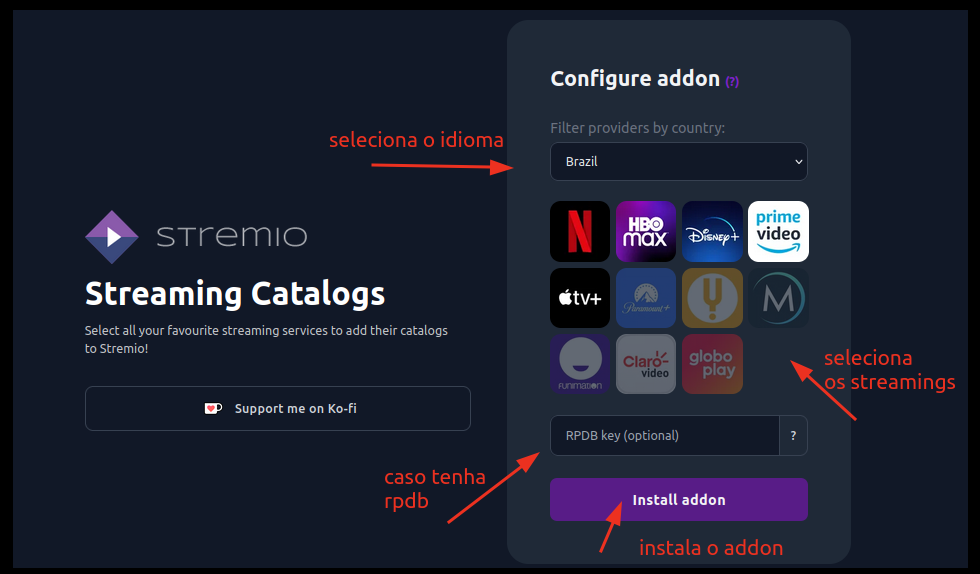 Configure addon (?)
seleciona o idioma
Filter providers by country:
Brazil
STREMIO
Streaming Catalogs
Select all your favourite streaming services to add their catalogs
to Stremio!
Support me on Ko-fi
N HBO max Disney+ prime video
tv+ Paramount+ Y M
FUNIMATION Claro video globo play
seleciona
os streamings
RPDB key (optional) ?
caso tenha
rpdb
Install addon
instala o addon